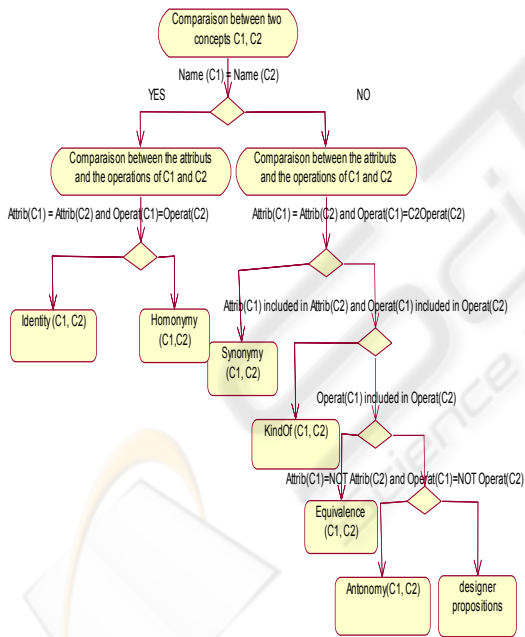 Comparaison between two
concepts C1, C2
Name (C1) = Name (C2)
YES
NO
Comparaison between the attributs
and the operations of C1 and C2
Comparaison between the attributs
and the operations of C1 and C2
Attrib(C1) = Attrib(C2) and Operat(C1)=Operat(C2)
Attrib(C1) = Attrib(C2) and Operat(C1)=C2Operat(C2)
Identity (C1, C2)
Homonymy
(C1,C2)
Synonymy
(C1, C2)
Attrib(C1) included in Attrib(C2) and Operat(C1) included in Operat(C2)
KindOf (C1, C2)
Operat(C1) included in Operat(C2)
Attrib(C1)=NOT Attrib(C2) and Operat(C1)=NOT Operat(C2)
Equivalence
(C1, C2)
Antonomy(C1, C2)
designer
propositions
Science